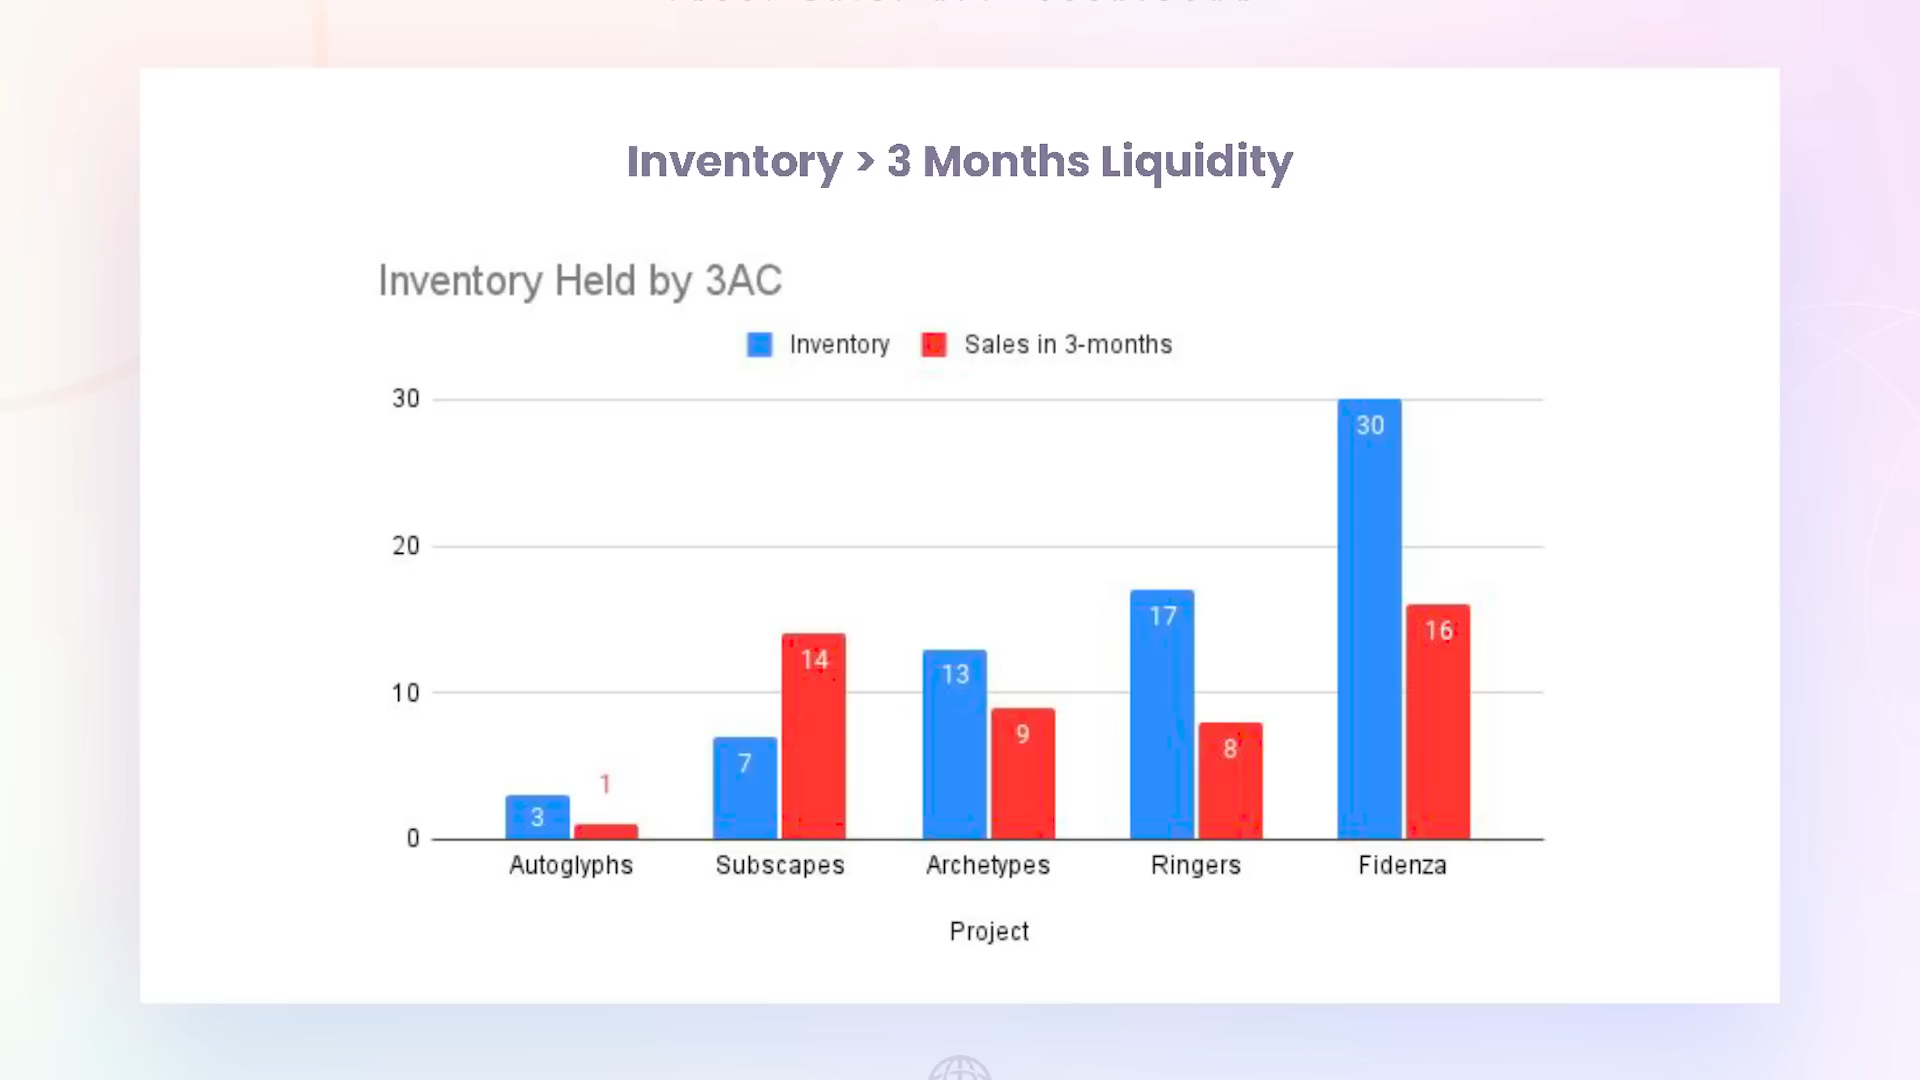 Inventory > 3 Months Liquidity
Inventory Held by 3AC
Inventory Sales in 3-months
30
20
10
0
3
1
7
14
13
9
17
8
30
16
Autoglyphs Subscapes Archetypes Ringers Fidenza
Project